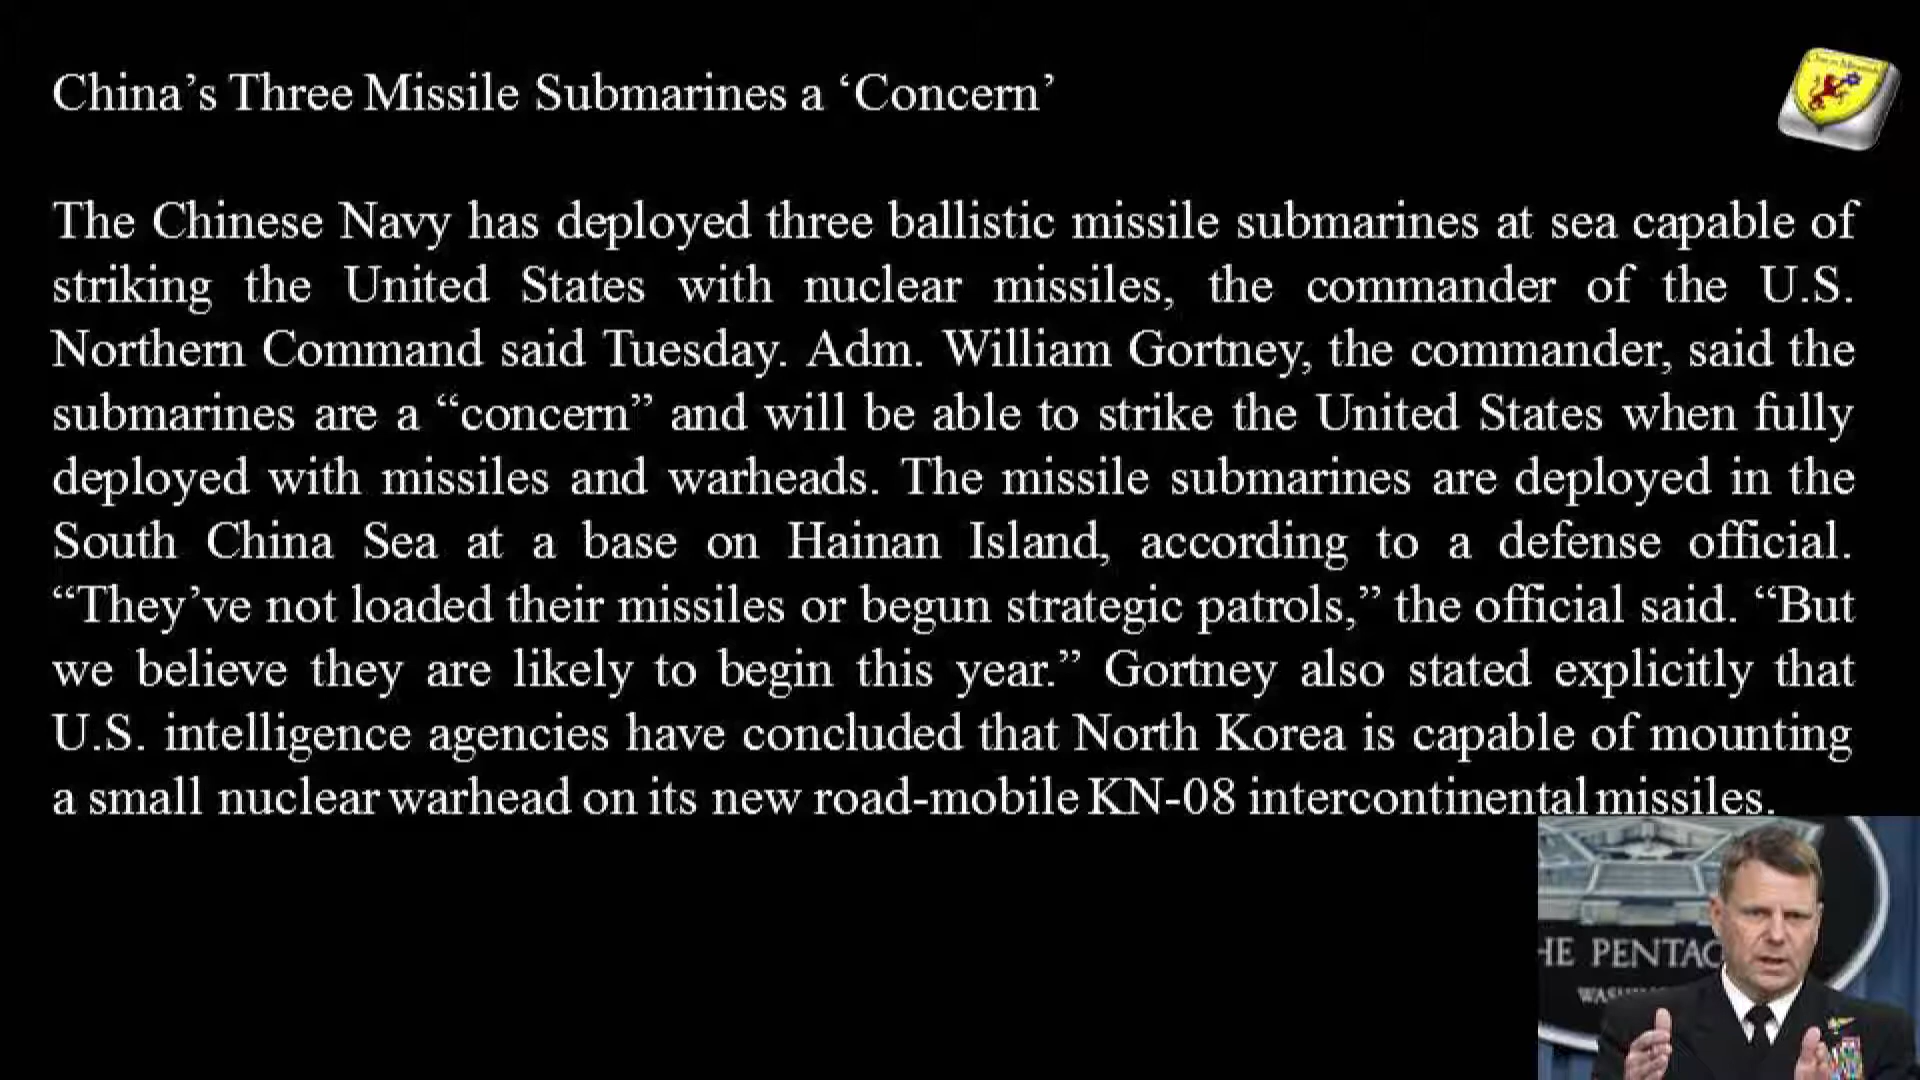 China’s Three Missile Submarines a ‘Concern’
The Chinese Navy has deployed three ballistic missile submarines at sea capable of
striking the United States with nuclear missiles, the commander of the U.S.
Northern Command said Tuesday. Adm. William Gortney, the commander, said the
submarines are a “concern” and will be able to strike the United States when fully
deployed with missiles and warheads. The missile submarines are deployed in the
South China Sea at a base on Hainan Island, according to a defense official.
“They’ve not loaded their missiles or begun strategic patrols,” the official said. “But
we believe they are likely to begin this year.” Gortney also stated explicitly that
U.S. intelligence agencies have concluded that North Korea is capable of mounting
a small nuclear warhead on its new road-mobile KN-08 intercontinental missiles.
HE PENTAG